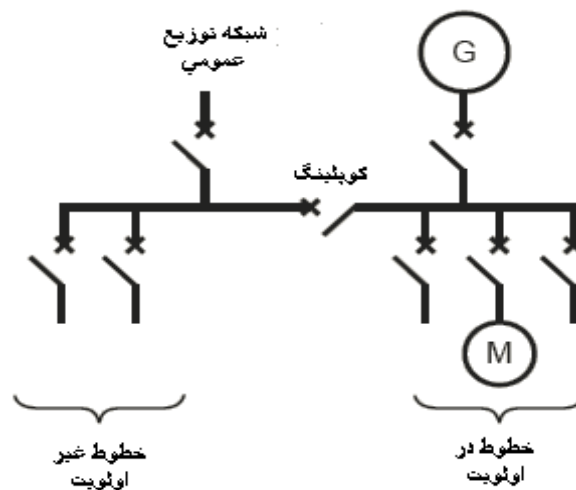 شبکه توزیع
عمومي
G
کوپلینگ
M
خطوط غیر
اولویت
خطوط در
اولویت